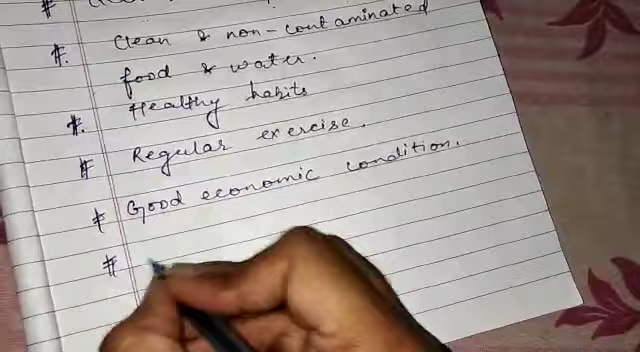 #
#. Clean & non-contaminated
food & water.
#. Healthy habits
# Regular exercise.
# Good economic condition.
#